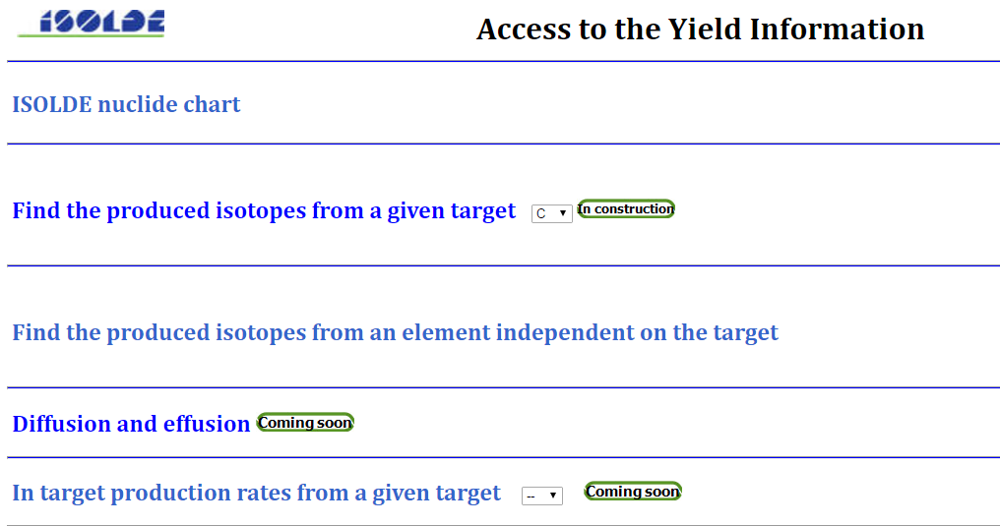 ISOLDE
Access to the Yield Information
ISOLDE nuclide chart
Find the produced isotopes from a given target C In construction
Find the produced isotopes from an element independent on the target
Diffusion and effusion Coming soon
In target production rates from a given target -- Coming soon